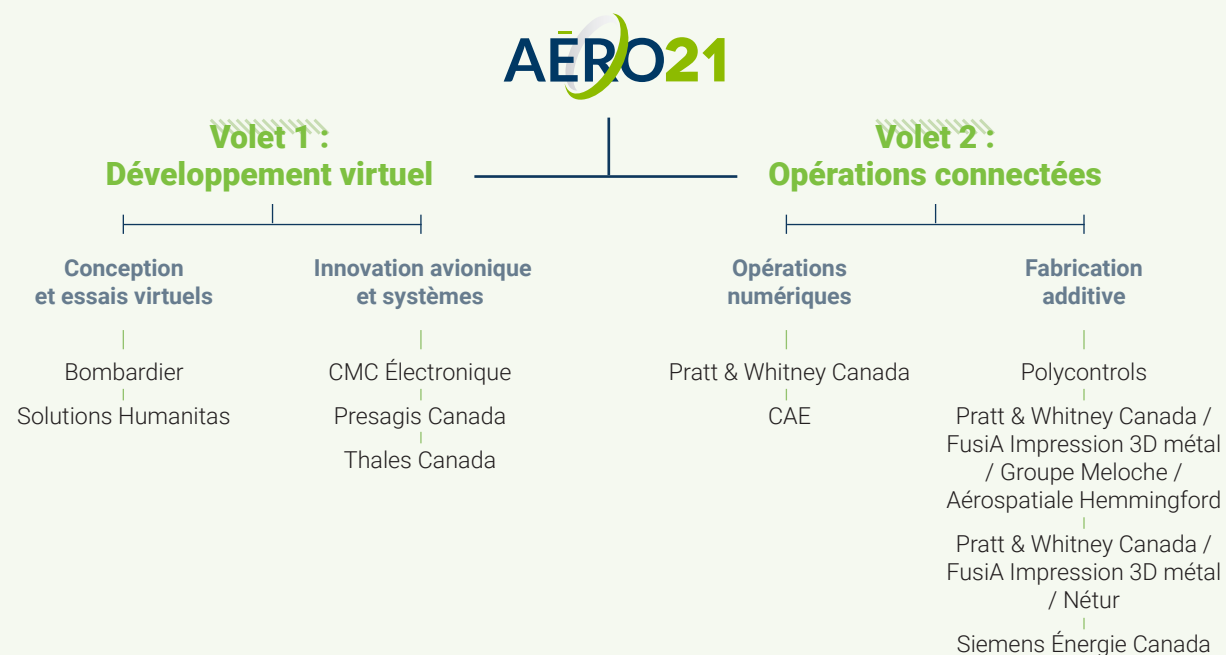 AÉRO21
Volet 1 :
Développement virtuel
Volet 2 :
Opérations connectées
Conception
et essais virtuels
Bombardier
Solutions Humanitas
Innovation avionique
et systèmes
CMC Électronique
Presagis Canada
Thales Canada
Opérations
numériques
Pratt & Whitney Canada
CAE
Fabrication
additive
Polycontrols
Pratt & Whitney Canada /
FusiA Impression 3D métal
/ Groupe Meloche /
Aérospatiale Hemmingford
Pratt & Whitney Canada /
FusiA Impression 3D métal
/ Nétur
Siemens Énergie Canada